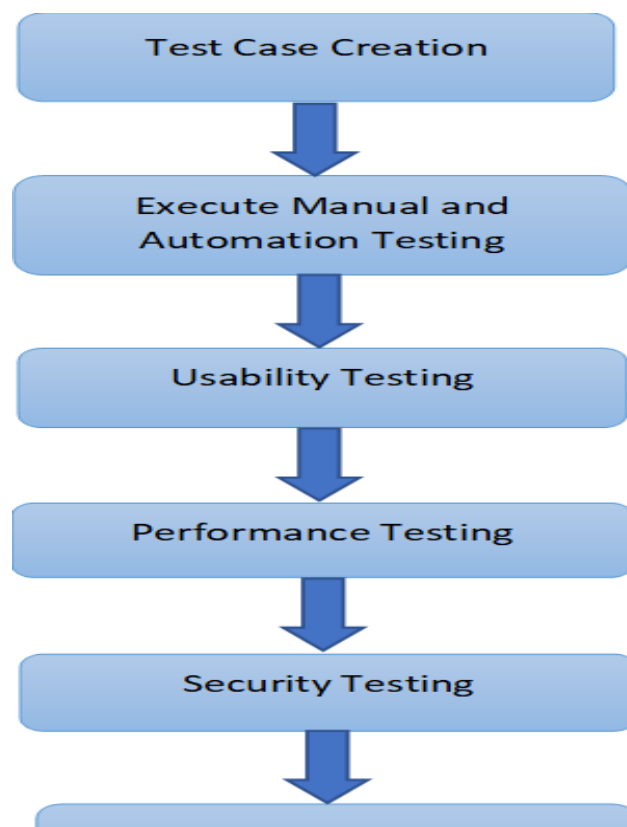 Test Case Creation
Execute Manual and
Automation Testing
Usability Testing
Performance Testing
Security Testing